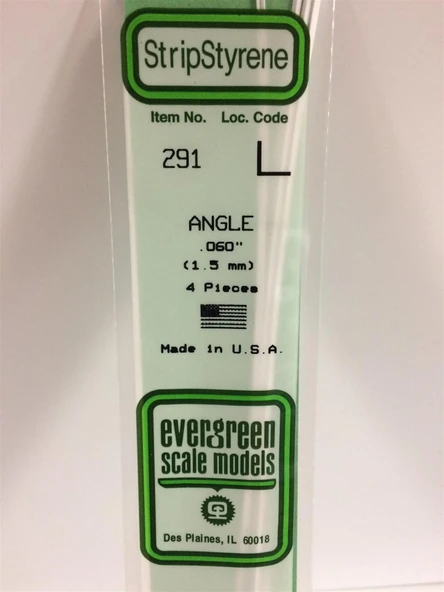 StripStyrene
Item No. Loc. Code
291 L
ANGLE
.060"
(1.5 mm)
4 Pieces
Made in U.S.A.
evergreen
scale models
Des Plaines, IL 60018